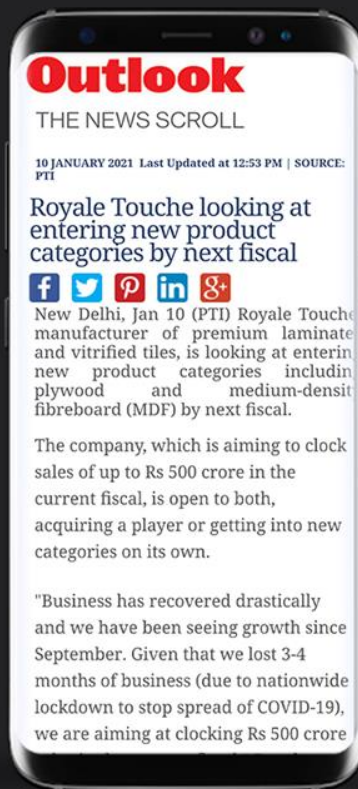 Outlook
THE NEWS SCROLL
10 JANUARY 2021 Last Updated at 12:53 PM | SOURCE:
PTI
Royale Touche looking at
entering new product
categories by next fiscal
New Delhi, Jan 10 (PTI) Royale Touche
manufacturer of premium laminate
and vitrified tiles, is looking at enterin
new product categories includin
plywood and medium-densit
fibreboard (MDF) by next fiscal.
The company, which is aiming to clock
sales of up to Rs 500 crore in the
current fiscal, is open to both,
acquiring a player or getting into new
categories on its own.
"Business has recovered drastically
and we have been seeing growth since
September. Given that we lost 3-4
months of business (due to nationwide
lockdown to stop spread of COVID-19),
we are aiming at clocking Rs 500 crore